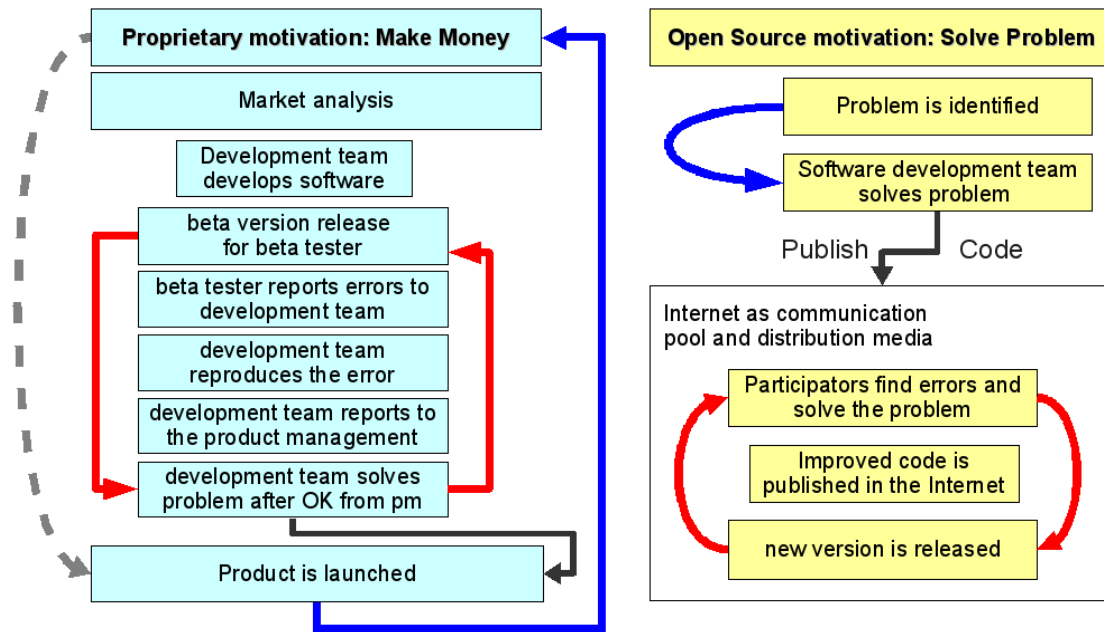 Proprietary motivation: Make Money
Market analysis
Development team
develops software
beta version release
for beta tester
beta tester reports errors to
development team
development team
reproduces the error
development team reports to
the product management
development team solves
problem after OK from pm
Product is launched
Open Source motivation: Solve Problem
Problem is identified
Software development team
solves problem
Publish Code
Internet as communication
pool and distribution media
Participators find errors and
solve the problem
Improved code is
published in the Internet
new version is released